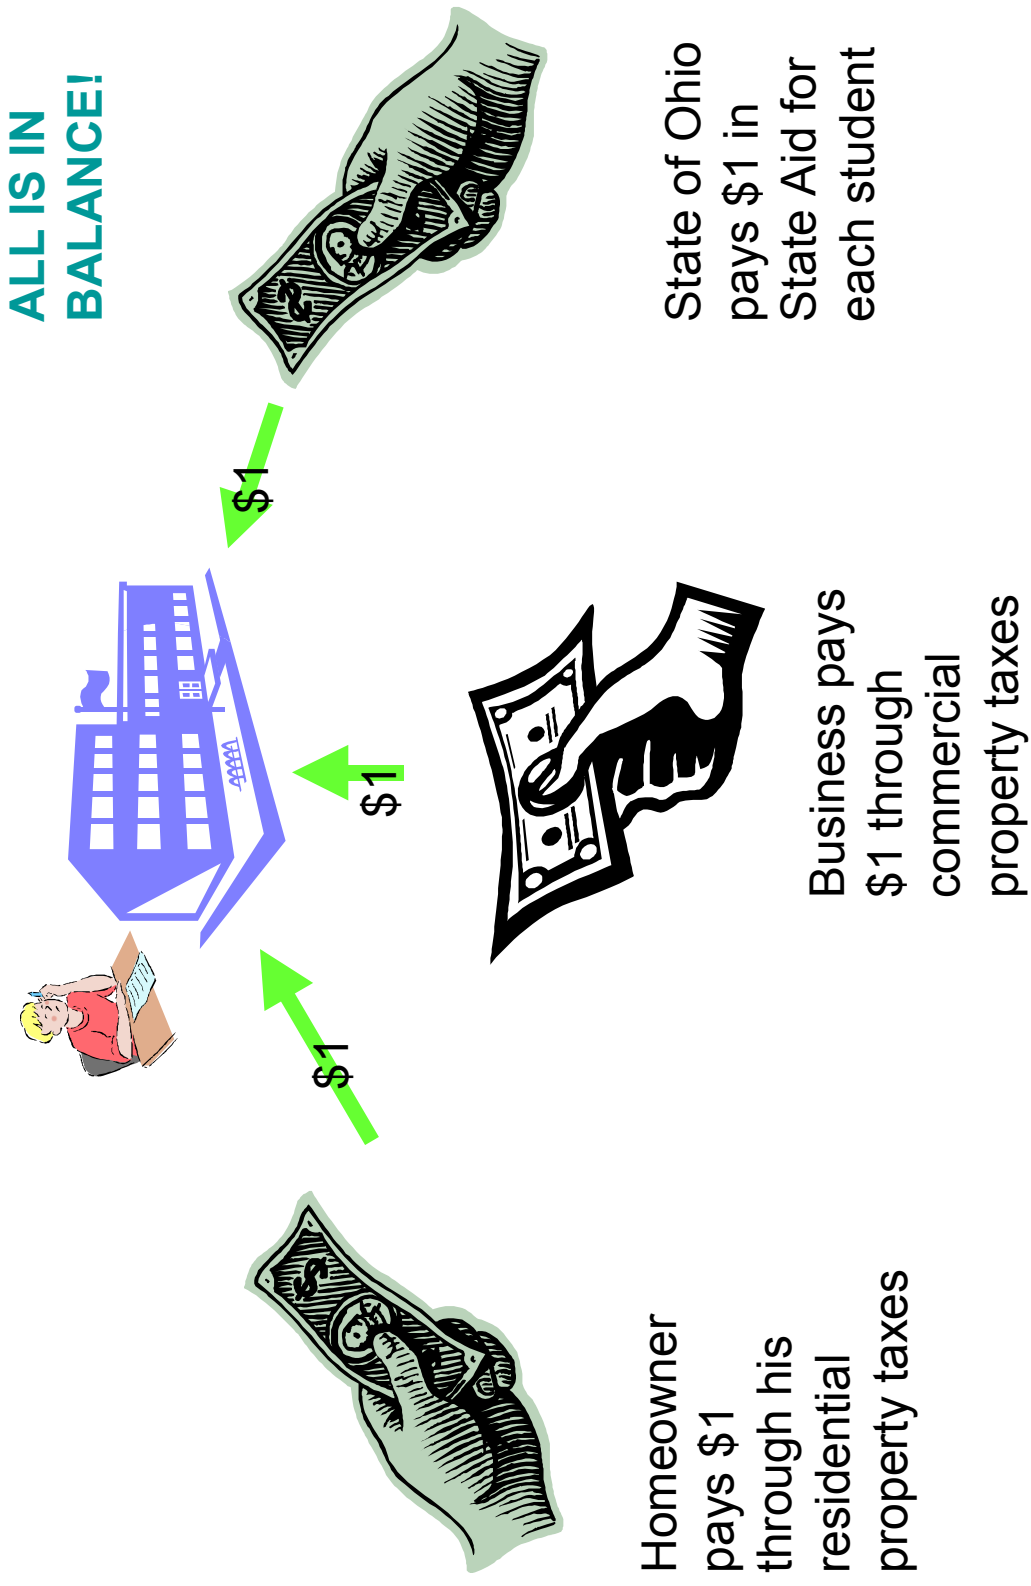 ALL IS IN
BALANCE!
$1
$1
$1
Homeowner
pays $1
through his
residential
property taxes
Business pays
$1 through
commercial
property taxes
State of Ohio
pays $1 in
State Aid for
each student